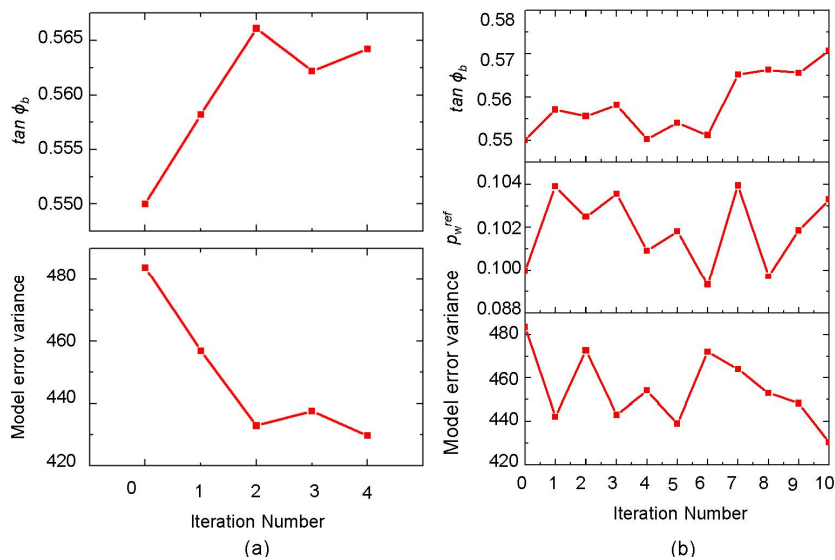 0.565
0.560
0.555
0.550
tan ϕb
480
460
440
420
Model error variance
0 1 2 3 4
Iteration Number
(a)
0.58
0.57
0.56
0.55
tan ϕb
0.104
0.102
0.100
0.088
pwref
480
460
440
420
Model error variance
0 1 2 3 4 5 6 7 8 9 10
Iteration Number
(b)